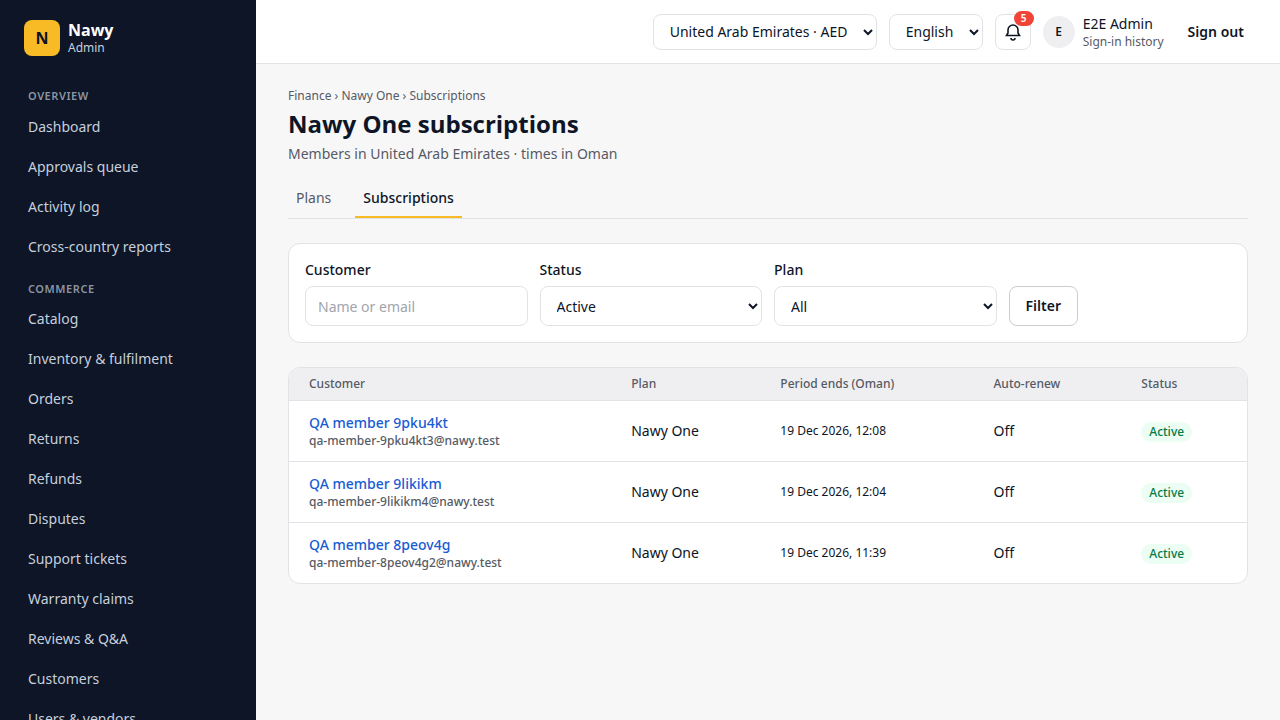 N
Nawy
Admin
OVERVIEW
Dashboard
Approvals queue
Activity log
Cross-country reports
COMMERCE
Catalog
Inventory & fulfilment
Orders
Returns
Refunds
Disputes
Support tickets
Warranty claims
Reviews & Q&A
Customers
Users & vendors
United Arab Emirates · AED
English
5
E
E2E Admin
Sign-in history
Sign out
Finance › Nawy One › Subscriptions
Nawy One subscriptions
Members in United Arab Emirates · times in Oman
Plans Subscriptions
Customer Status Plan
Name or email Active All Filter
Customer Plan Period ends (Oman) Auto-renew Status
QA member 9pku4kt
qa-member-9pku4kt3@nawy.test
Nawy One 19 Dec 2026, 12:08 Off Active
QA member 9likikm
qa-member-9likikm4@nawy.test
Nawy One 19 Dec 2026, 12:04 Off Active
QA member 8peov4g
qa-member-8peov4g2@nawy.test
Nawy One 19 Dec 2026, 11:39 Off Active